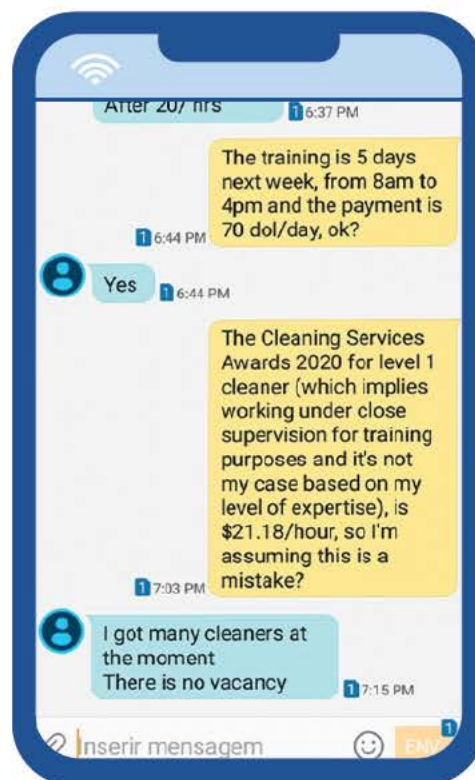 After 20/ hrs
1 6:37 PM
The training is 5 days
next week, from 8am to
4pm and the payment is
70 dol/day, ok?
1 6:44 PM
Yes
1 6:44 PM
The Cleaning Services
Awards 2020 for level 1
cleaner (which implies
working under close
supervision for training
purposes and it's not
my case based on my
level of expertise), is
$21.18/hour, so I'm
assuming this is a
mistake?
1 7:03 PM
I got many cleaners at
the moment
There is no vacancy
1 7:15 PM
Inserir mensagem
ENV
1